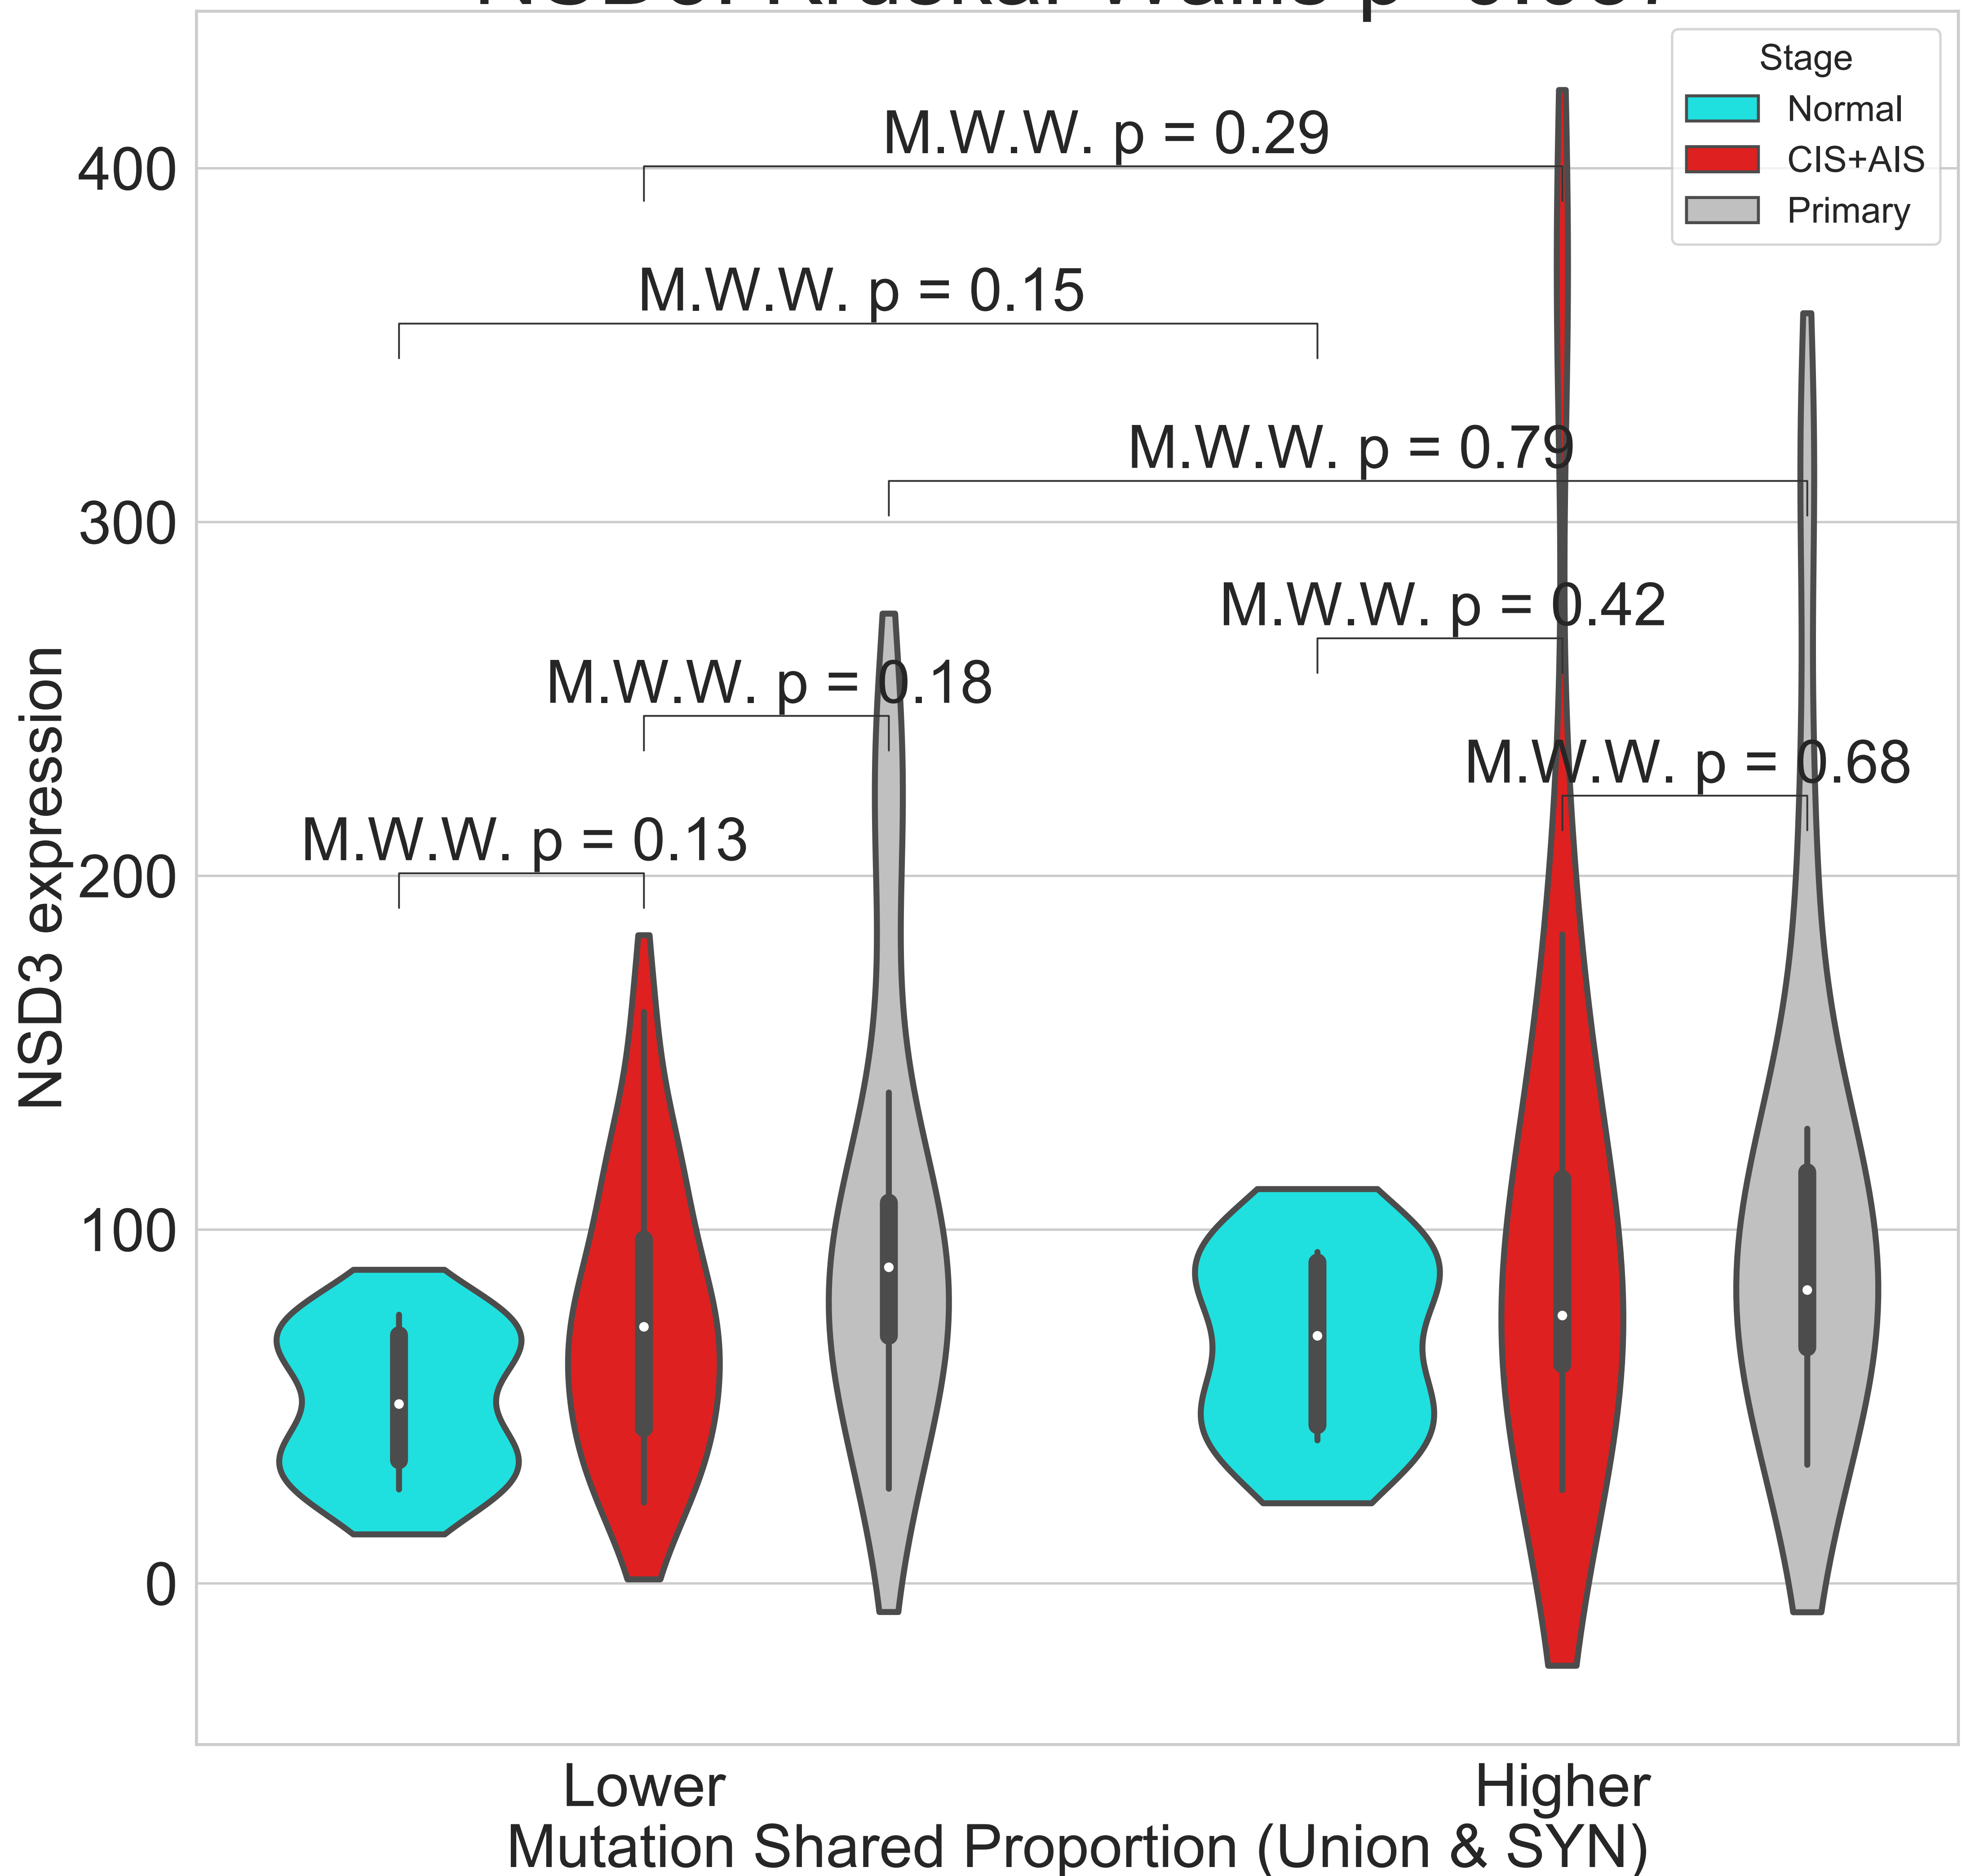 Stage
Normal
CIS+AIS
Primary
M.W.W. p = 0.29
M.W.W. p = 0.15
M.W.W. p = 0.79
M.W.W. p = 0.42
M.W.W. p = 0.18
M.W.W. p = 0.68
M.W.W. p = 0.13
400
300
200
100
0
NSD3 expression
Lower
Higher
Mutation Shared Proportion (Union & SYN)